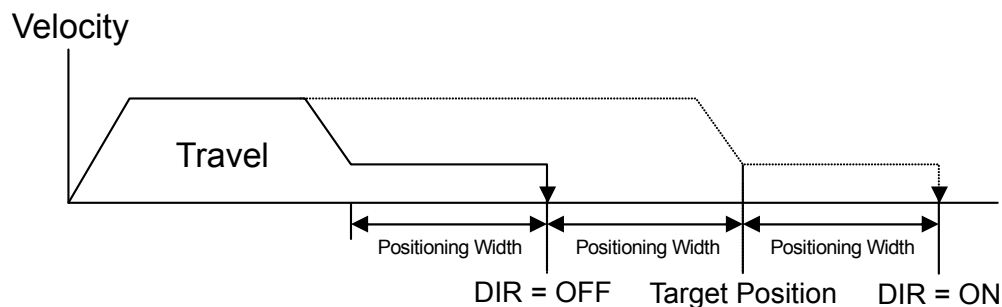 Velocity
Travel
Positioning Width
Positioning Width
Positioning Width
DIR = OFF
Target Position
DIR = ON